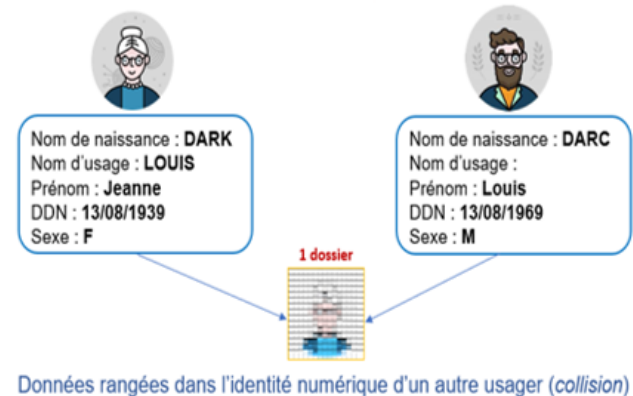 Nom de naissance : DARK
Nom d'usage : LOUIS
Prénom : Jeanne
DDN : 13/08/1939
Sexe : F
Nom de naissance : DARC
Nom d'usage :
Prénom : Louis
DDN : 13/08/1969
Sexe : M
1 dossier
Données rangées dans l'identité numérique d'un autre usager (collision)